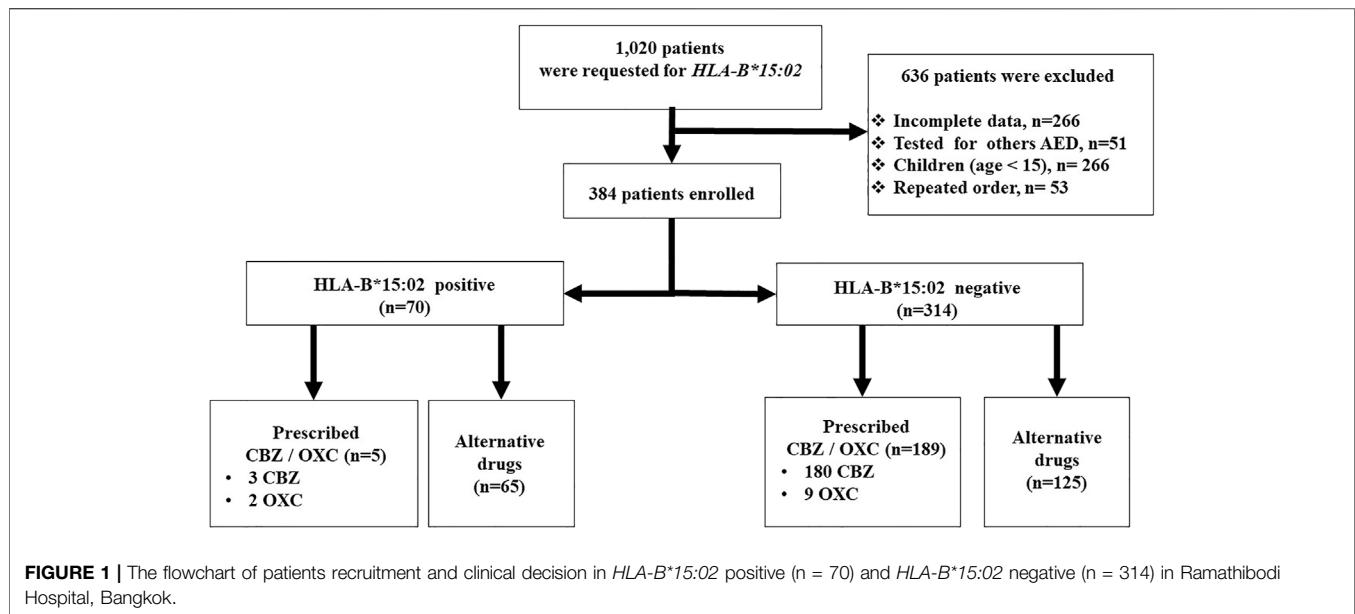 1,020 patients
were requested for HLA-B*15:02
636 patients were excluded
❖ Incomplete data, n=266
❖ Tested for others AED, n=51
❖ Children (age < 15), n= 266
❖ Repeated order, n= 53
384 patients enrolled
HLA-B*15:02 positive
(n=70)
HLA-B*15:02 negative
(n=314)
Prescribed
CBZ / OXC (n=5)
• 3 CBZ
• 2 OXC
Alternative
drugs
(n=65)
Prescribed
CBZ / OXC (n=189)
• 180 CBZ
• 9 OXC
Alternative
drugs
(n=125)
FIGURE 1 | The flowchart of patients recruitment and clinical decision in HLA-B*15:02 positive (n = 70) and HLA-B*15:02 negative (n = 314) in Ramathibodi
Hospital, Bangkok.